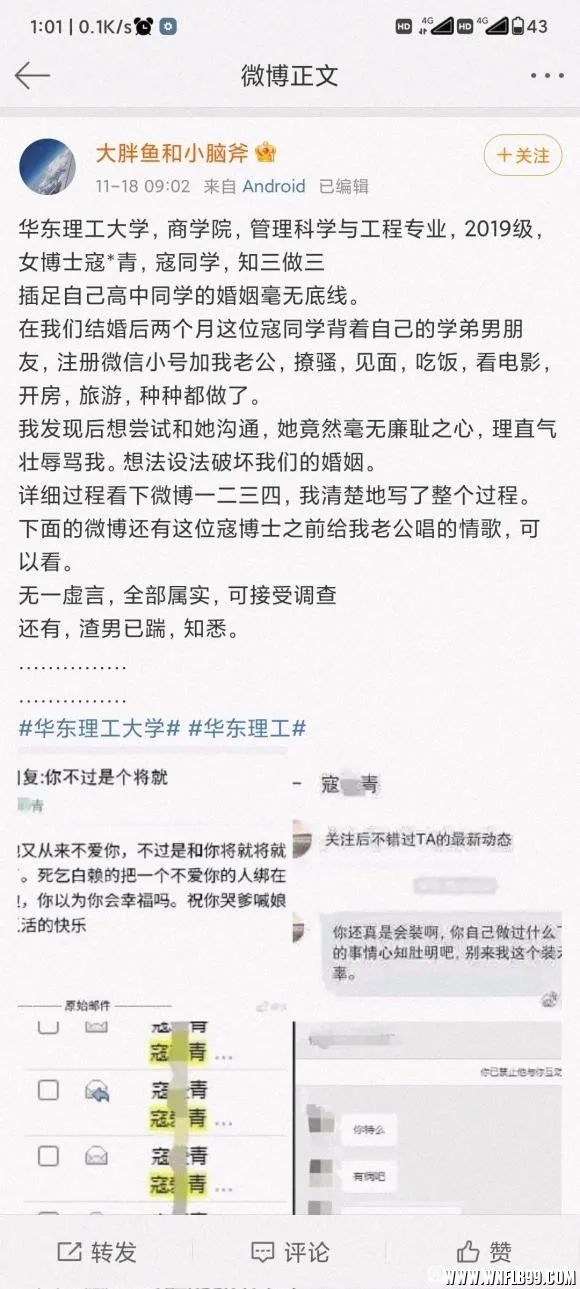 1:01 | 0.1K/s
HD 4G HD 4G 43
微博正文
大胖鱼和小脑斧
+关注
11-18 09:02 来自 Android 已编辑
华东理工大学，商学院，管理科学与工程专业，2019级，
女博士寇*青，寇同学，知三做三
插足自己高中同学的婚姻毫无底线。
在我们结婚后两个月这位寇同学背着自己的学弟男朋
友，注册微信小号加我老公，撩骚，见面，吃饭，看电影，
开房，旅游，种种都做了。
我发现后想尝试和她沟通，她竟然毫无廉耻之心，理直气
壮辱骂我。想法设法破坏我们的婚姻。
详细过程看下微博一二三四，我清楚地写了整个过程。
下面的微博还有这位寇博士之前给我老公唱的情歌，可
以看。
无一虚言，全部属实，可接受调查
还有，渣男已踹，知悉。
……………
……………
#华东理工大学# #华东理工#
复:你不过是个将就
青
又从来不爱你，不过是和你将就将就
。死乞白赖的把一个不爱你的人绑在
，你以为你会幸福吗。祝你哭爹喊娘
活的快乐
原始邮件
寇 青
关注后不错过TA的最新动态
你还真是会装啊，你自己做过什么
的事情心知肚明吧，别来我这个装
辜。
寇 青
寇 青 ...
寇 青
寇 青 ...
寇 青
寇 青 ...
你已禁止他与你互动
你特么
有病吧
转发
评论
赞
WWW.WNFLB99.COM